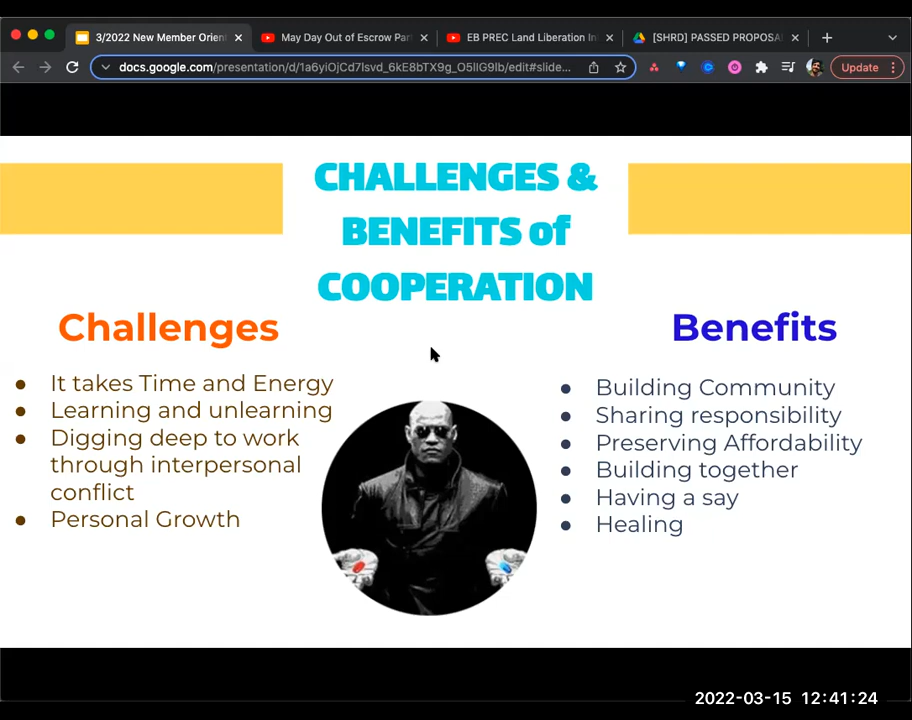 3/2022 New Member Orien
May Day Out of Escrow Par
EB PREC Land Liberation In
[SHRD] PASSED PROPOSA
docs.google.com/presentation/d/1a6yiOjCd7lsvd_6kE8bTX9g_O5lIG9lb/edit#slide...
Update
CHALLENGES &
BENEFITS of
COOPERATION
Challenges
• It takes Time and Energy
• Learning and unlearning
• Digging deep to work
through interpersonal
conflict
• Personal Growth
Benefits
• Building Community
• Sharing responsibility
• Preserving Affordability
• Building together
• Having a say
• Healing
2022-03-15 12:41:24